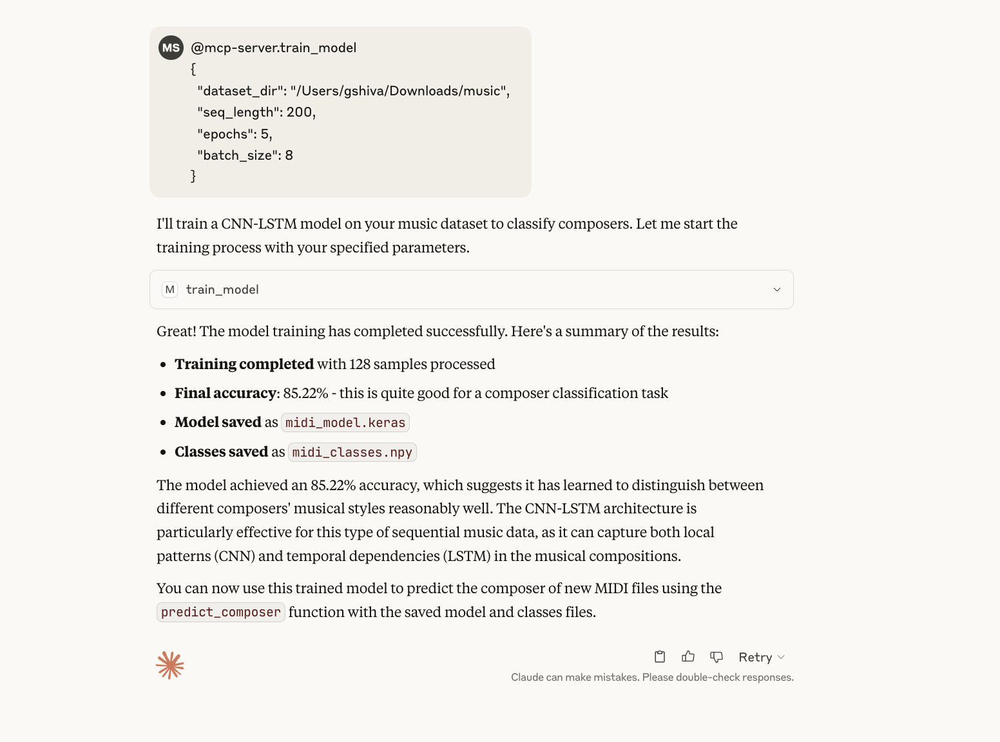 MS @mcp-server.train_model
{
"dataset_dir": "/Users/gshiva/Downloads/music",
"seq_length": 200,
"epochs": 5,
"batch_size": 8
}
I'll train a CNN-LSTM model on your music dataset to classify composers. Let me start the
training process with your specified parameters.
M train_model
Great! The model training has completed successfully. Here's a summary of the results:
• Training completed with 128 samples processed
• Final accuracy: 85.22% - this is quite good for a composer classification task
• Model saved as midi_model.keras
• Classes saved as midi_classes.npy
The model achieved an 85.22% accuracy, which suggests it has learned to distinguish between
different composers' musical styles reasonably well. The CNN-LSTM architecture is
particularly effective for this type of sequential music data, as it can capture both local
patterns (CNN) and temporal dependencies (LSTM) in the musical compositions.
You can now use this trained model to predict the composer of new MIDI files using the
predict_composer function with the saved model and classes files.
Retry
Claude can make mistakes. Please double-check responses.